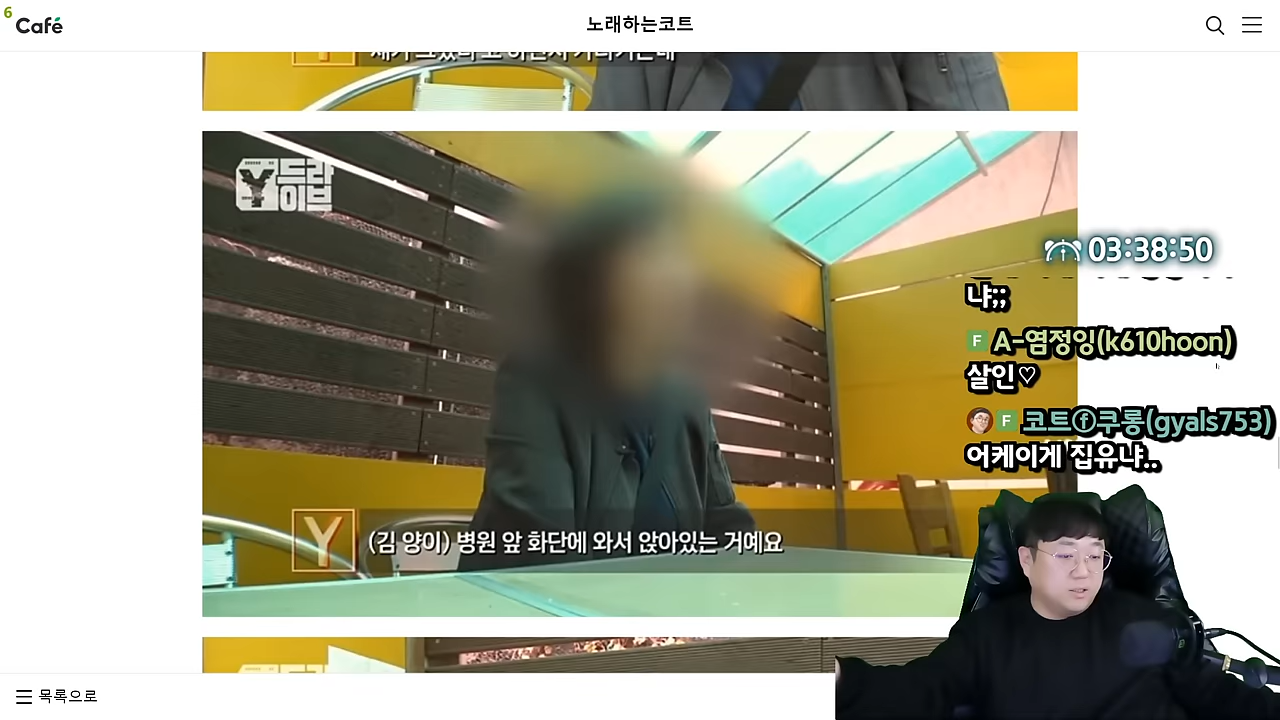 6
Café
노래하는코트
Y드라
이브
03:38:50
냐;;
F A-염정잉(k610hoon)
살인♡
F 코트ⓕ쿠롱(gyals753)
어케이게 집유냐..
Y (김 양이) 병원 앞 화단에 와서 앉아있는 거예요
목록으로